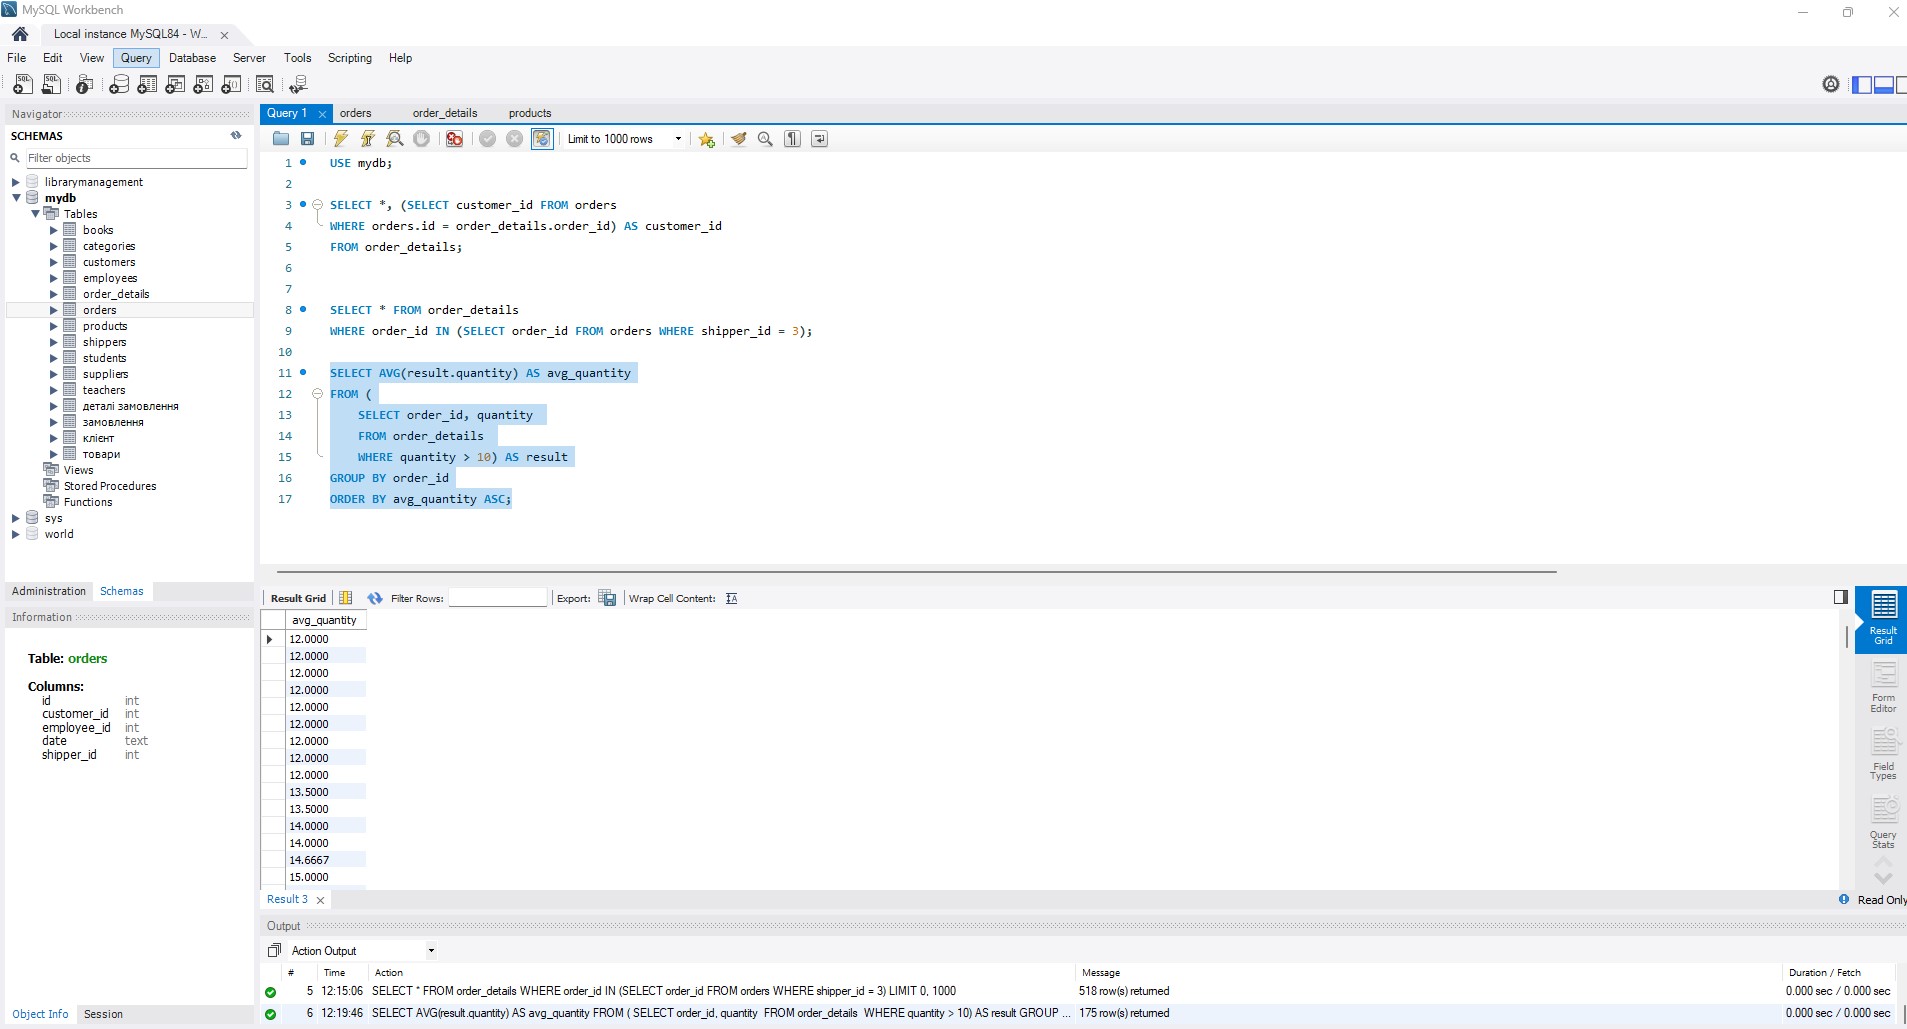 MySQL Workbench
Local instance MySQL84 - W...
File Edit View Query Database Server Tools Scripting Help
Navigator
SCHEMAS
Filter objects
librarymanagement
mydb
Tables
books
categories
customers
employees
order_details
orders
products
shippers
students
suppliers
teachers
деталі замовлення
замовлення
клієнт
товари
Views
Stored Procedures
Functions
sys
world
Administration Schemas
Information
Table: orders
Columns:
id int
customer_id int
employee_id int
date text
shipper_id int
Object Info Session
Query 1 orders order_details products
Limit to 1000 rows
1 USE mydb;
2
3 SELECT *, (SELECT customer_id FROM orders
4 WHERE orders.id = order_details.order_id) AS customer_id
5 FROM order_details;
6
7
8 SELECT * FROM order_details
9 WHERE order_id IN (SELECT order_id FROM orders WHERE shipper_id = 3);
10
11 SELECT AVG(result.quantity) AS avg_quantity
12 FROM (
13 SELECT order_id, quantity
14 FROM order_details
15 WHERE quantity > 10) AS result
16 GROUP BY order_id
17 ORDER BY avg_quantity ASC;
Result Grid Filter Rows: Export: Wrap Cell Content:
avg_quantity
12.0000
12.0000
12.0000
12.0000
12.0000
12.0000
12.0000
12.0000
12.0000
13.5000
13.5000
14.0000
14.0000
14.6667
15.0000
Result Grid
Form Editor
Field Types
Query Stats
Result 3
Read Only
Output
Action Output
# Time Action Message Duration / Fetch
5 12:15:06 SELECT * FROM order_details WHERE order_id IN (SELECT order_id FROM orders WHERE shipper_id = 3) LIMIT 0, 1000 518 row(s) returned 0.000 sec / 0.000 sec
6 12:19:46 SELECT AVG(result.quantity) AS avg_quantity FROM ( SELECT order_id, quantity FROM order_details WHERE quantity > 10) AS result GROUP ... 175 row(s) returned 0.000 sec / 0.000 sec